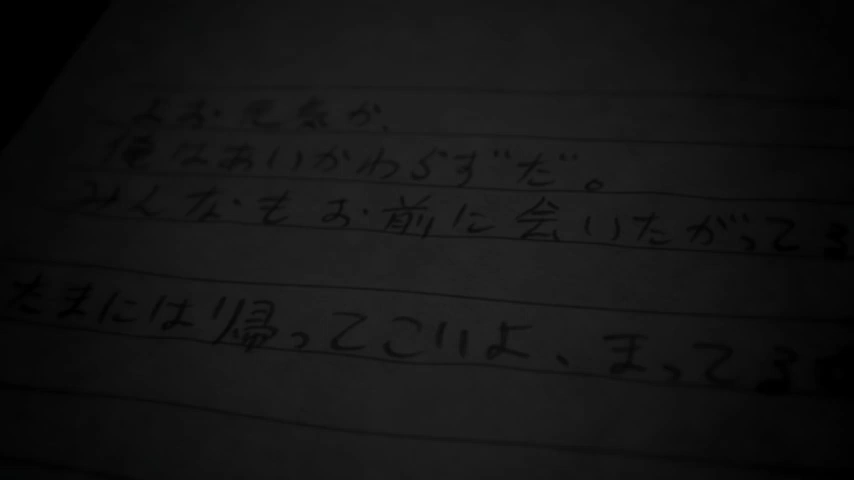 よお、元気か、
俺はあいかわらずだ。
みんなもお前に会いたがってる
たまには帰ってこいよ、まってる